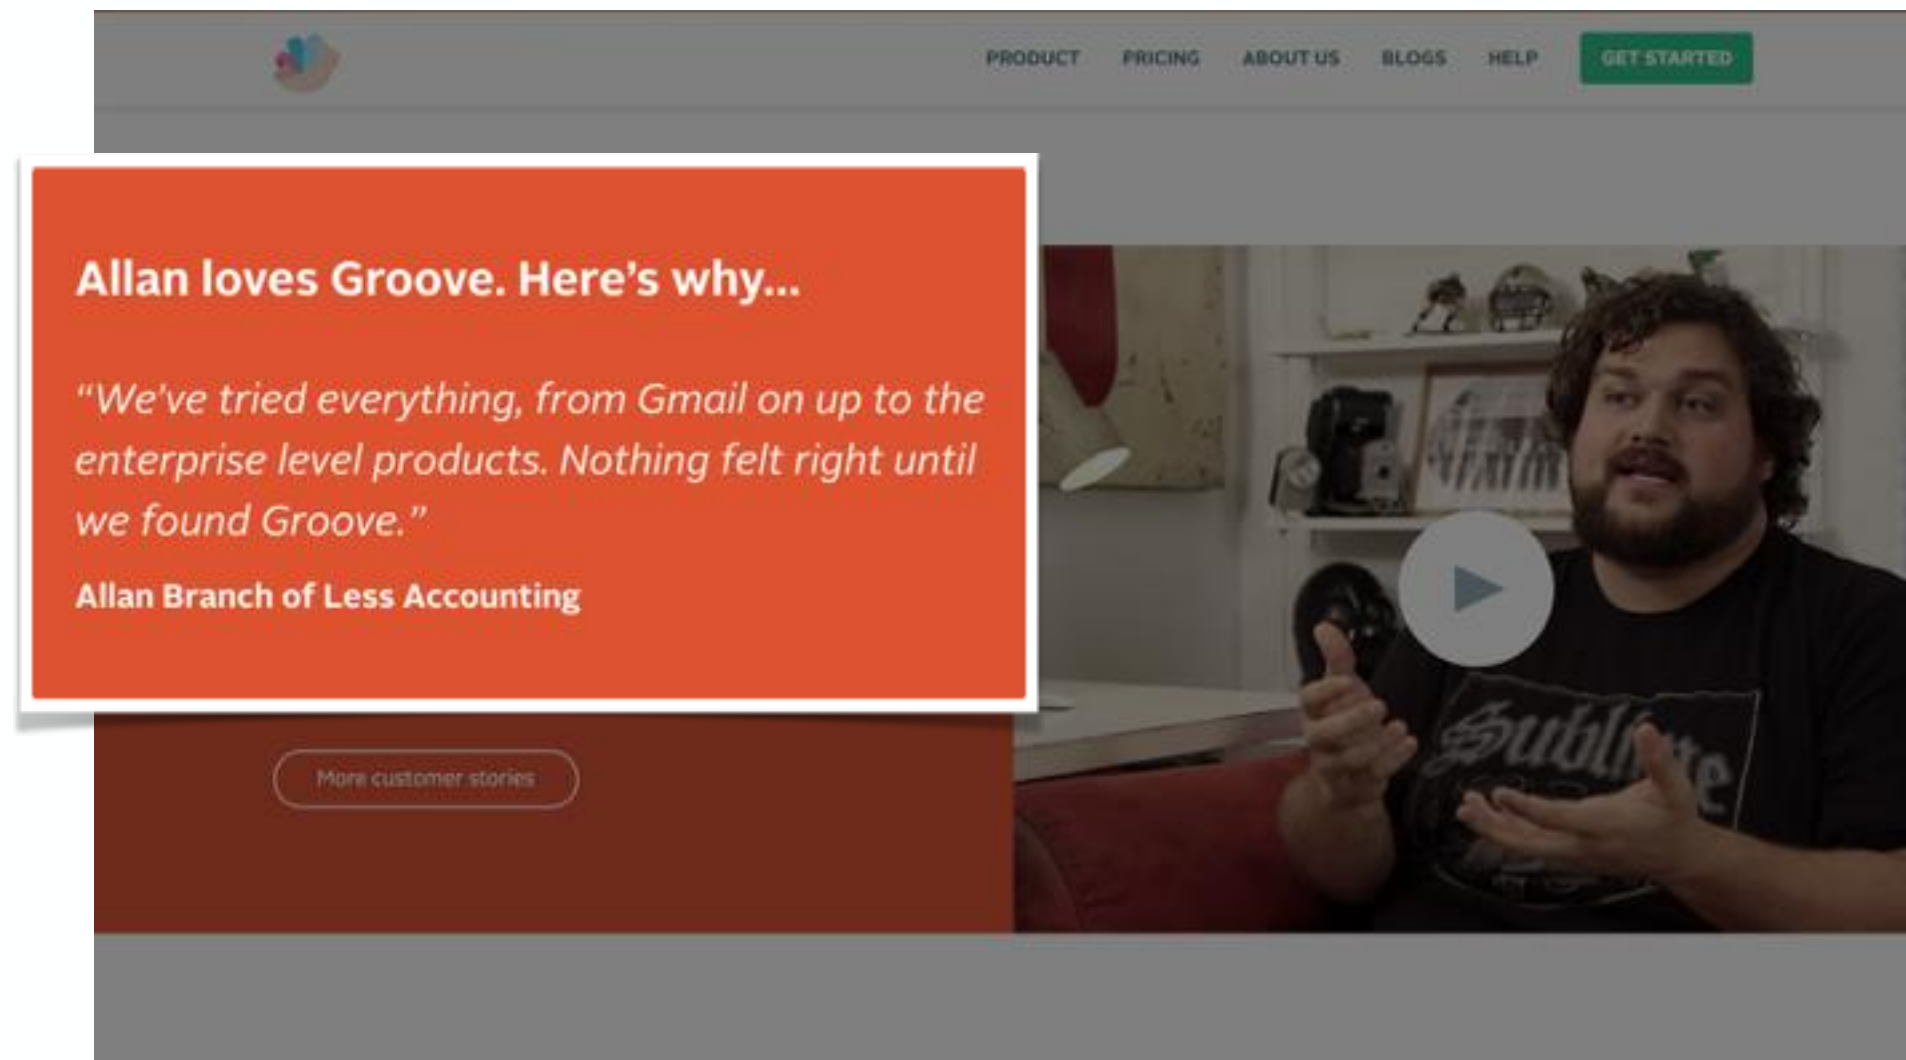 PRODUCT PRICING ABOUT US BLOGS HELP GET STARTED
Allan loves Groove. Here’s why...
“We've tried everything, from Gmail on up to the
enterprise level products. Nothing felt right until
we found Groove.”
Allan Branch of Less Accounting
More customer stories
Sublime